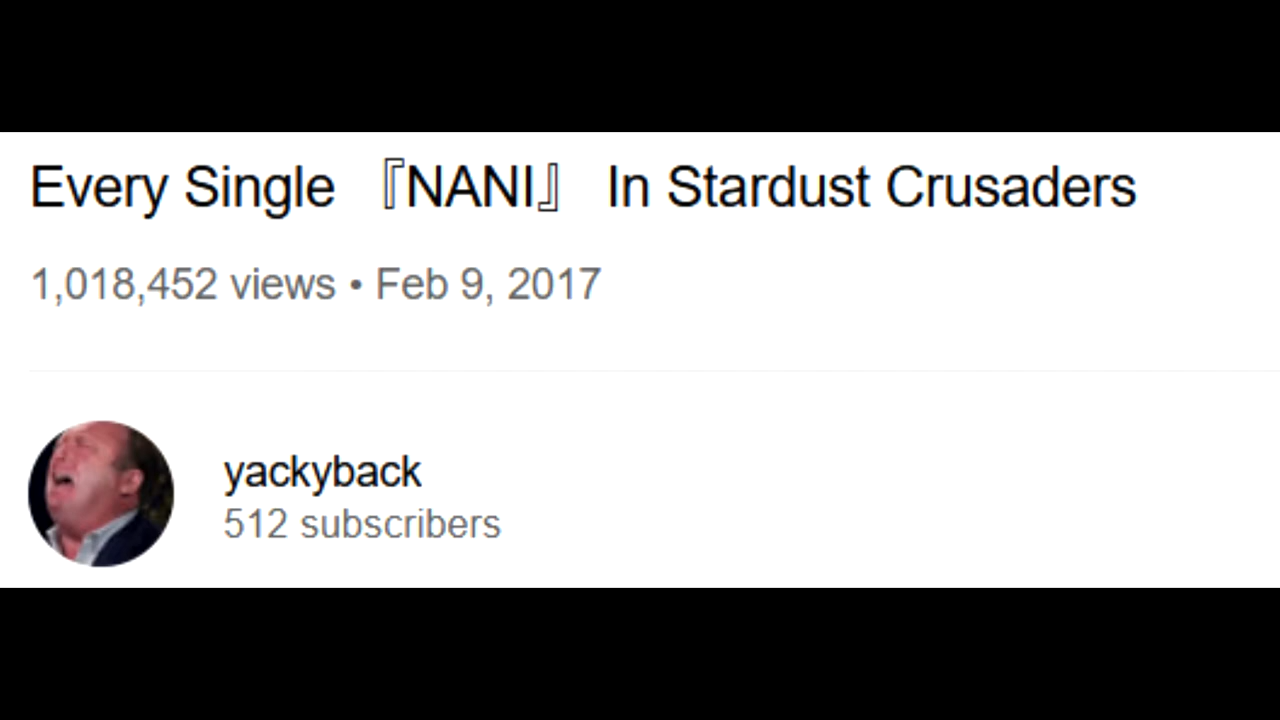 Every Single 『NANI』 In Stardust Crusaders
1,018,452 views • Feb 9, 2017
yackyback
512 subscribers